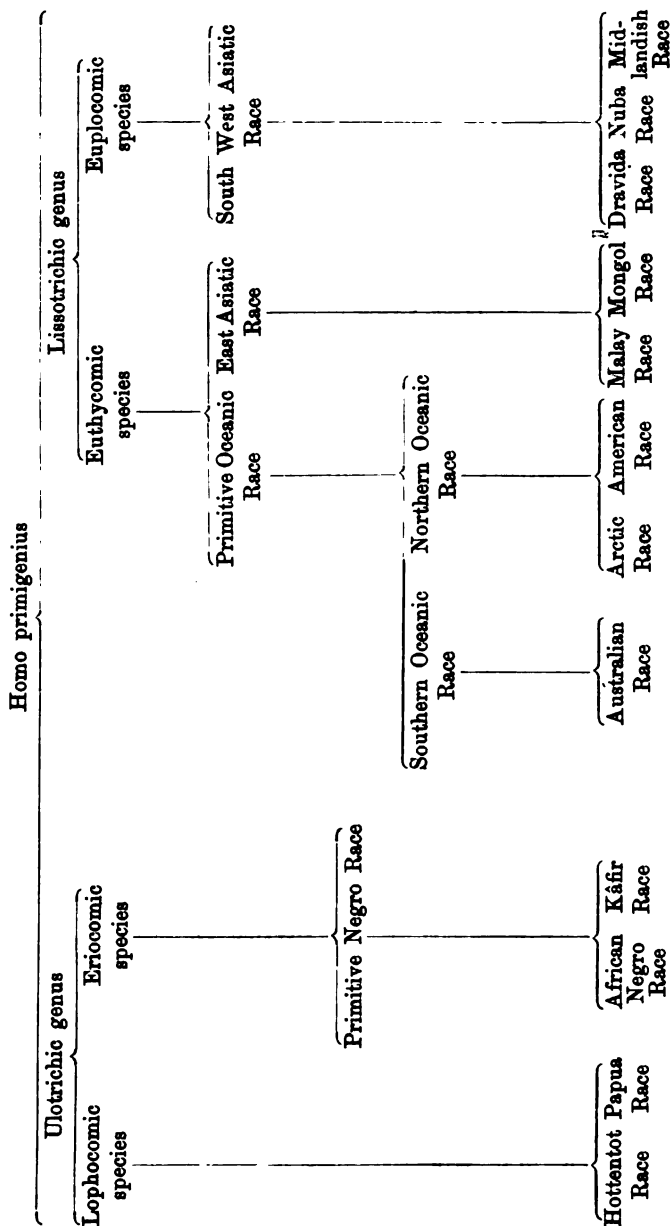 Homo primigenius
Ulotrichic genus
Lissotrichic genus
Lophocomic species
Eriocomic species
Euthycomic species
Euplocomic species
Primitive Oceanic Race
East Asiatic Race
South West Asiatic Race
Primitive Negro Race
Southern Oceanic Race
Northern Oceanic Race
Hottentot Race
Papua Race
African Negro Race
Kâfir Race
Australian Race
Arctic Race
American Race
Malay Race
Mongol Race
Dravida Race
Nuba Race
Mid-
landish
Race